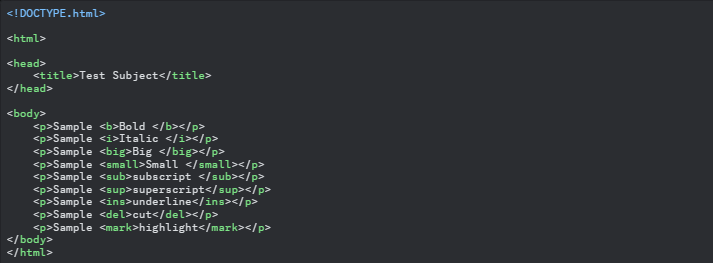 <!DOCTYPE.html>
<html>
<head>
<title>Test Subject</title>
</head>
<body>
<p>Sample <b>Bold </b></p>
<p>Sample <i>Italic </i></p>
<p>Sample <big>Big </big></p>
<p>Sample <small>Small </small></p>
<p>Sample <sub>subscript </sub></p>
<p>Sample <sup>superscript</sup></p>
<p>Sample <ins>underline</ins></p>
<p>Sample <del>cut</del></p>
<p>Sample <mark>highlight</mark></p>
</body>
</html>